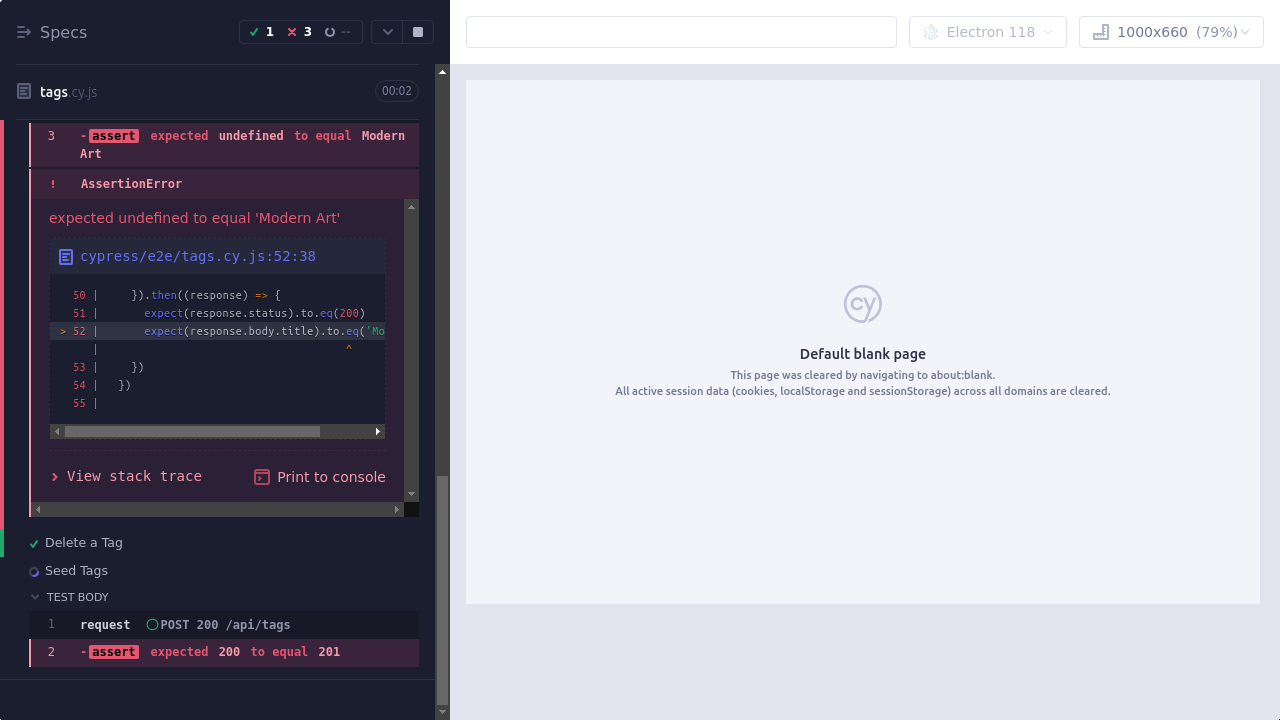 Specs
1
3
--
tags.cy.js
00:02
3 -assert expected undefined to equal Modern
Art
! AssertionError
expected undefined to equal 'Modern Art'
cypress/e2e/tags.cy.js:52:38
50 | }).then((response) => {
51 | expect(response.status).to.eq(200)
> 52 | expect(response.body.title).to.eq('Mo
| ^
53 | })
54 | })
55 |
View stack trace
Print to console
Delete a Tag
Seed Tags
TEST BODY
1 request POST 200 /api/tags
2 -assert expected 200 to equal 201
Electron 118
1000x660 (79%)
cy
Default blank page
This page was cleared by navigating to about:blank.
All active session data (cookies, localStorage and sessionStorage) across all domains are cleared.